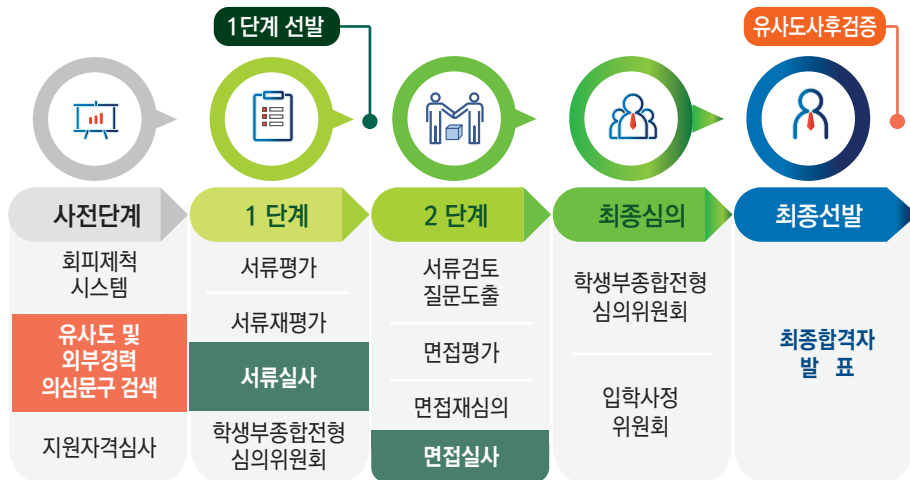 1단계 선발
유사도사후검증
사전단계
회피제척
시스템
유사도 및
외부경력
의심문구 검색
지원자격심사
1 단계
서류평가
서류재평가
서류실사
학생부종합전형
심의위원회
2 단계
서류검토
질문도출
면접평가
면접재심의
면접실사
최종심의
학생부종합전형
심의위원회
입학사정
위원회
최종선발
최종합격자
발 표